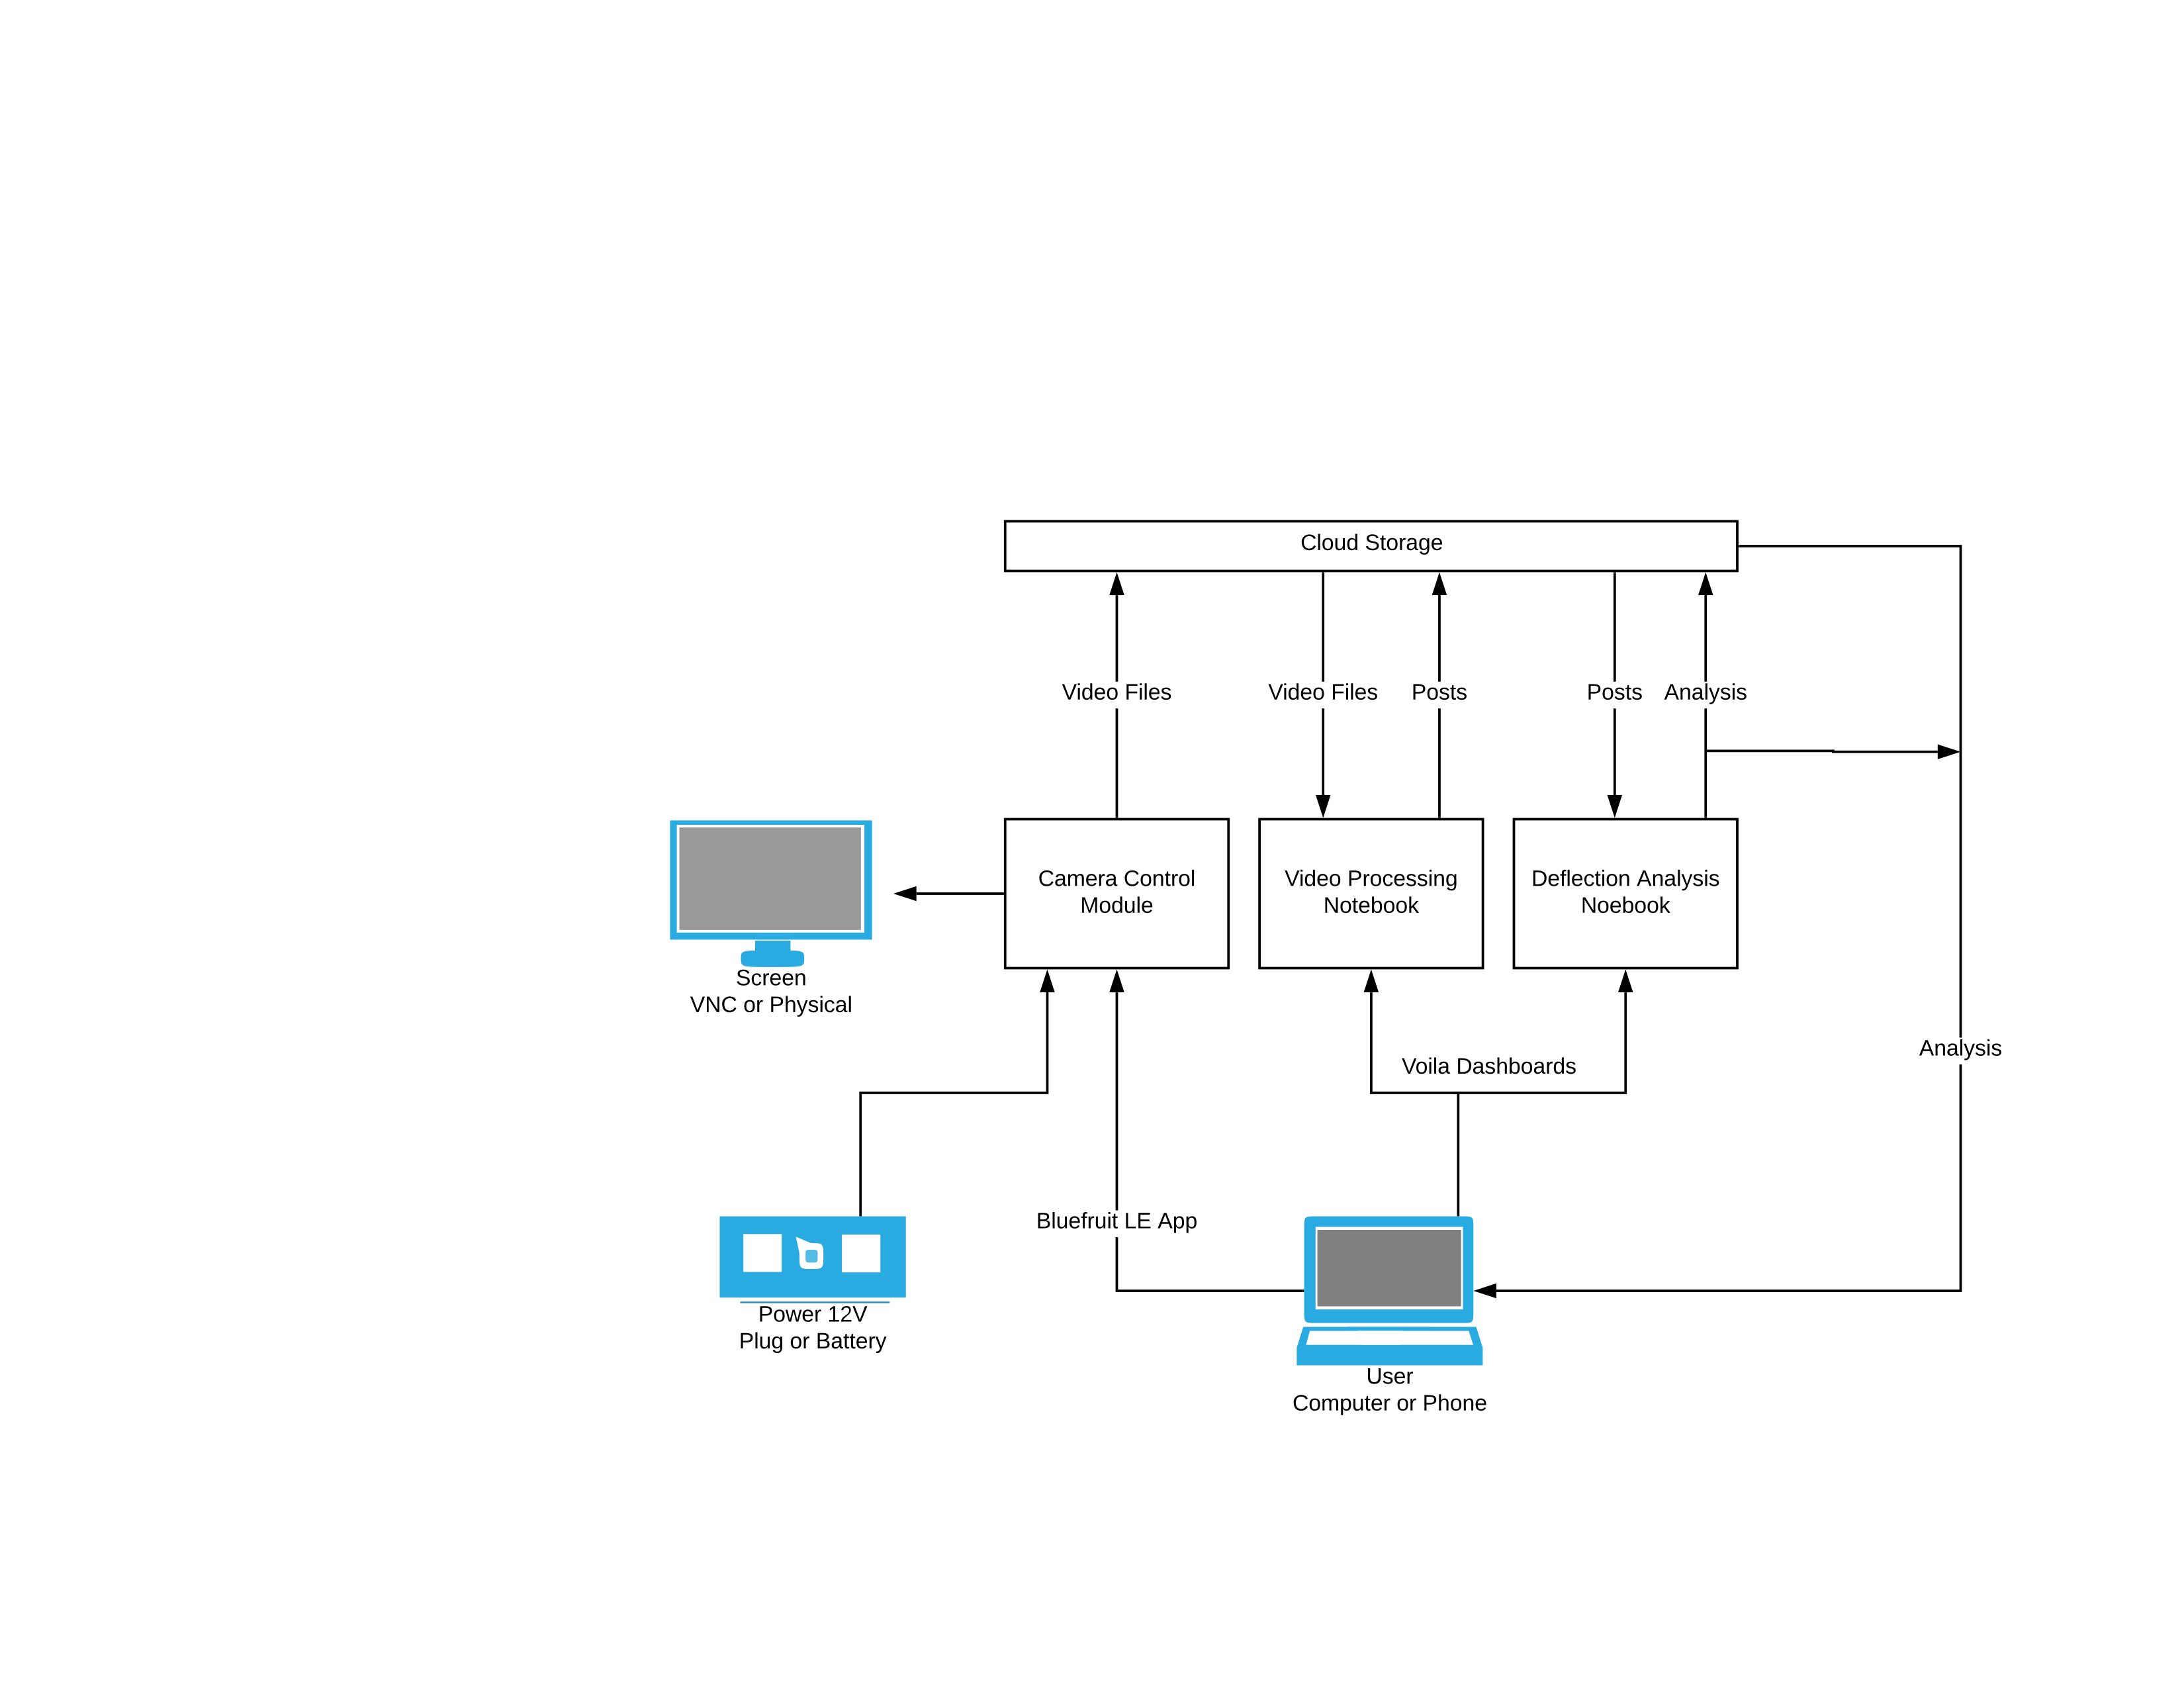 Cloud Storage
Video Files
Video Files
Posts
Posts
Analysis
Camera Control
Module
Video Processing
Notebook
Deflection Analysis
Noebook
Screen
VNC or Physical
Voila Dashboards
Analysis
Bluefruit LE App
Power 12V
Plug or Battery
User
Computer or Phone